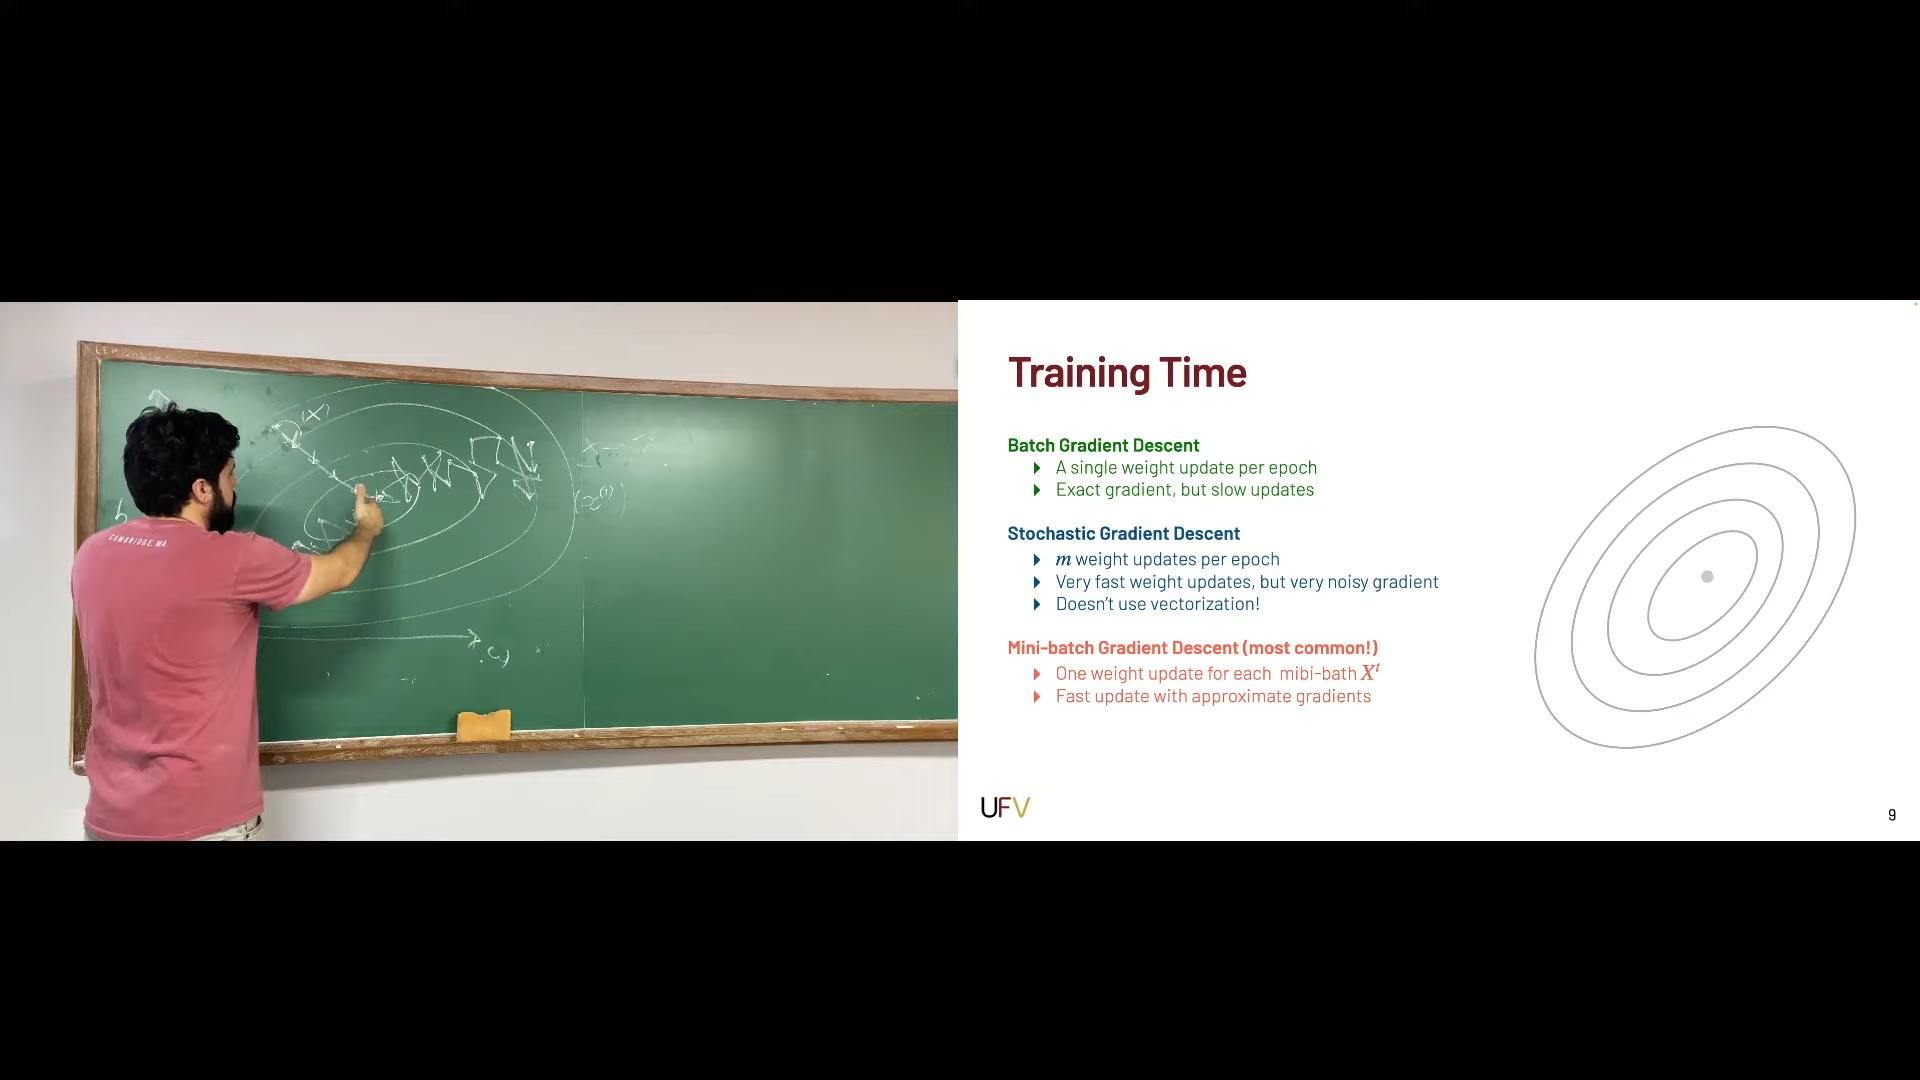 CAMBRIDGE, MA
(X)
b
Training Time
Batch Gradient Descent
A single weight update per epoch
Exact gradient, but slow updates
Stochastic Gradient Descent
m weight updates per epoch
Very fast weight updates, but very noisy gradient
Doesn't use vectorization!
Mini-batch Gradient Descent (most common!)
One weight update for each mibi-bath X^t
Fast update with approximate gradients
UFV
9